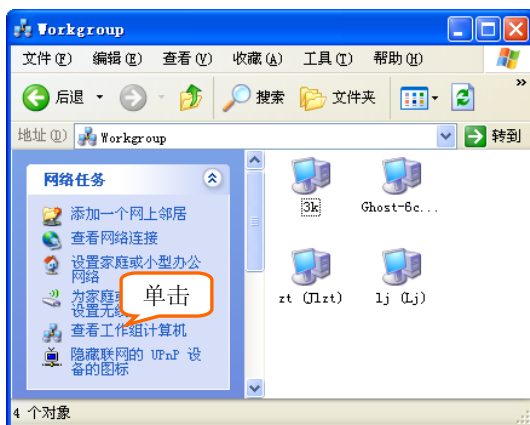 Workgroup
文件(F) 编辑(E) 查看(V) 收藏(A) 工具(T) 帮助(H)
后退 搜索 文件夹 »
地址(D) Workgroup 转到
网络任务
添加一个网上邻居
查看网络连接
设置家庭或小型办公
网络
为家庭
设置无
单击
查看工作组计算机
隐藏联网的 UPnP 设
备的图标
3k Ghost-6c...
zt (Jlzt) lj (Lj)
4 个对象